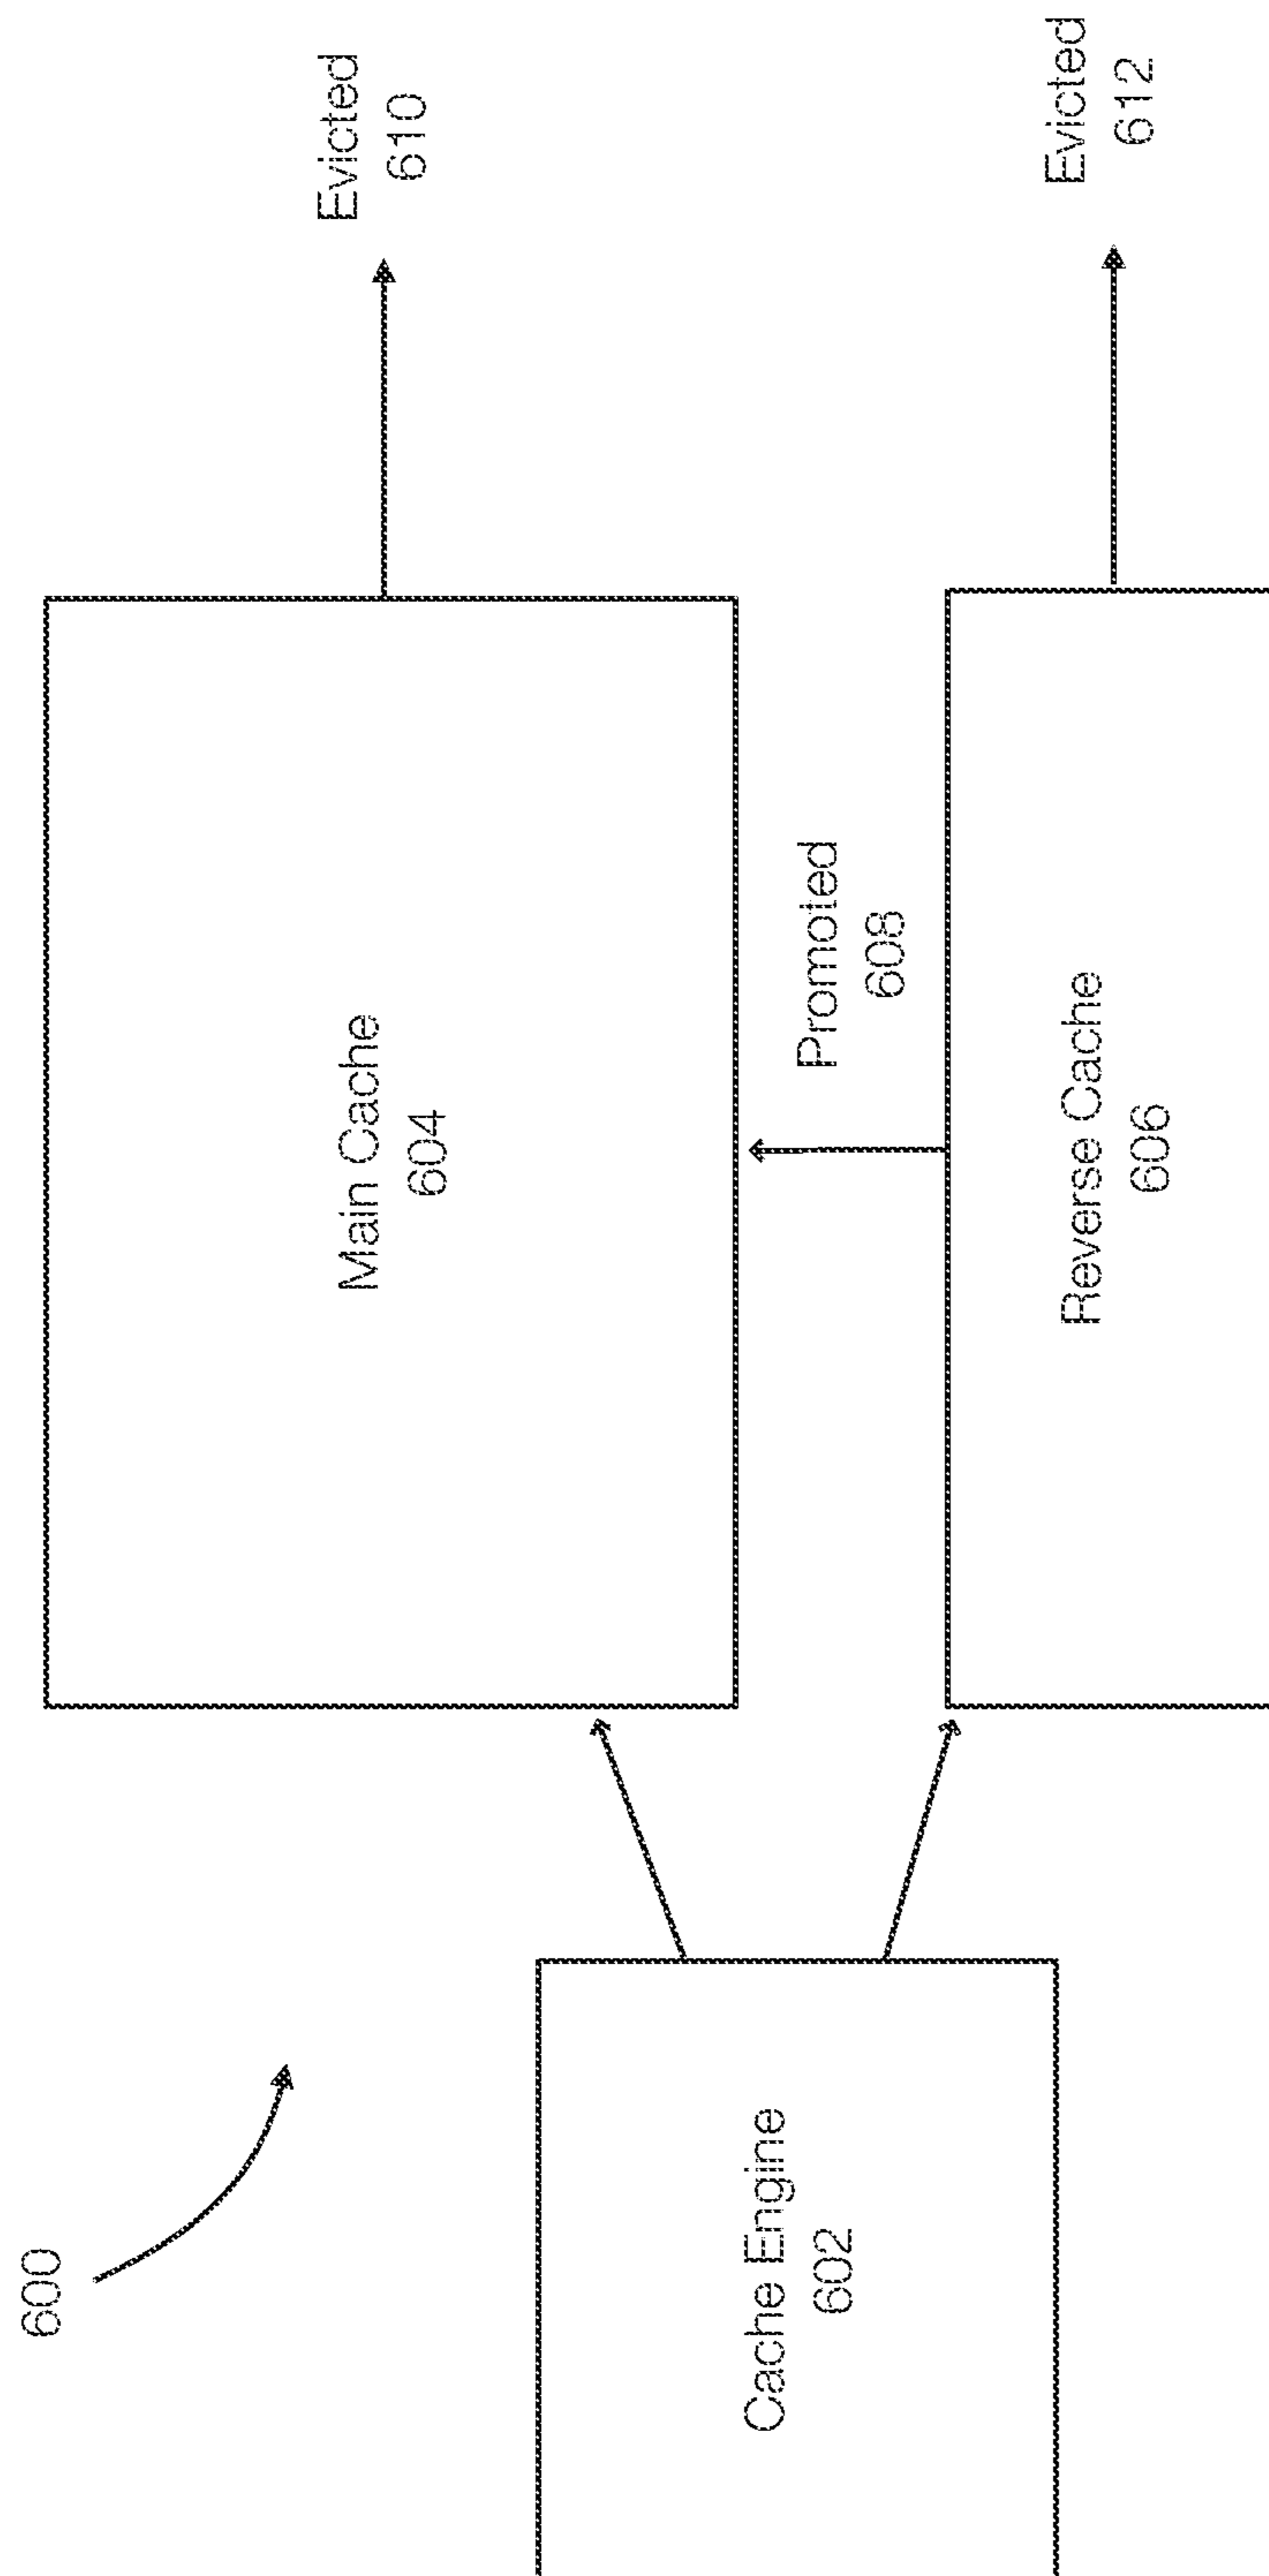 600
Cache Engine
602
Main Cache
604
Promoted
608
Reverse Cache
606
Evicted
610
Evicted
612